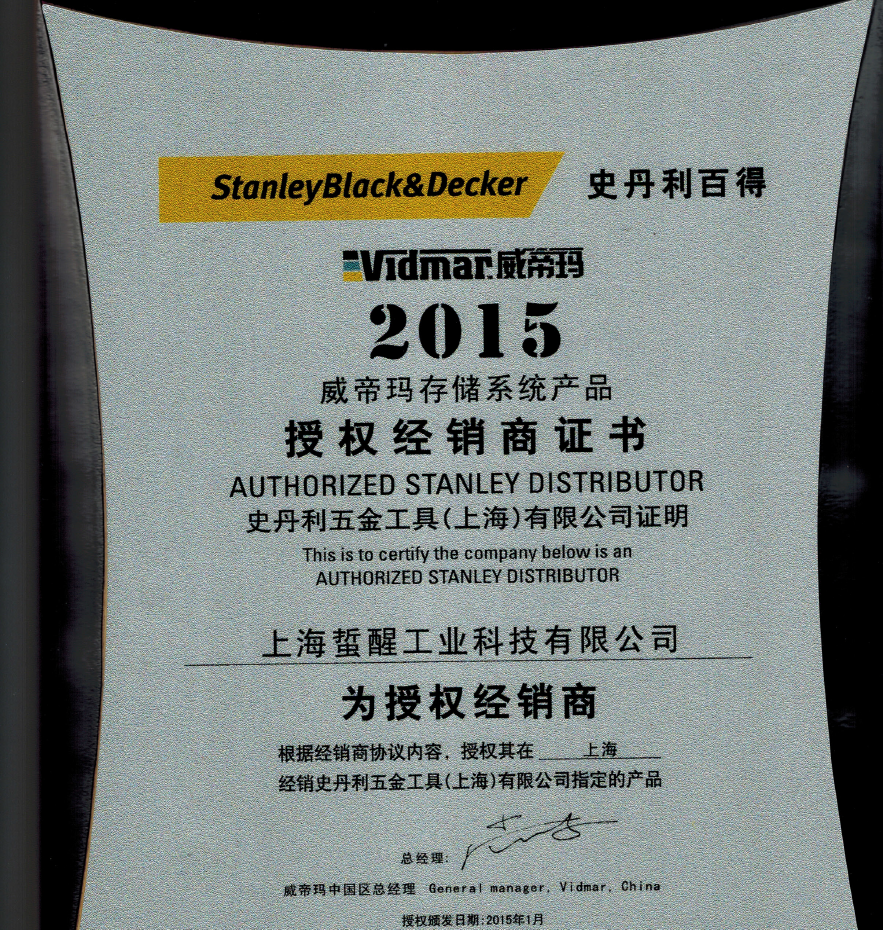 StanleyBlack&Decker 史丹利百得
Vidmar 威帝玛
2015
威帝玛存储系统产品
授权经销商证书
AUTHORIZED STANLEY DISTRIBUTOR
史丹利五金工具(上海)有限公司证明
This is to certify the company below is an
AUTHORIZED STANLEY DISTRIBUTOR
上海蜇醒工业科技有限公司
为授权经销商
根据经销商协议内容，授权其在 上海
经销史丹利五金工具(上海)有限公司指定的产品
总经理:
威帝玛中国区总经理 General manager, Vidmar, China
授权颁发日期:2015年1月